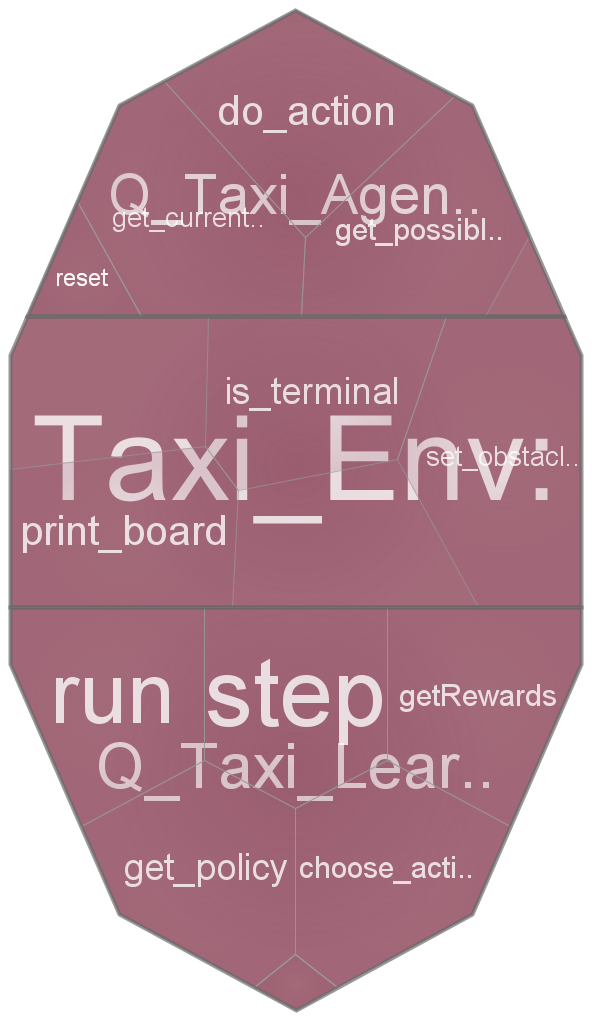 do_action
Q_Taxi_Agen..
get_current..
get_possibl..
reset
is_terminal
Taxi_Env:
set_obstacl..
print_board
run
step
getRewards
Q_Taxi_Lear..
get_policy
choose_acti..